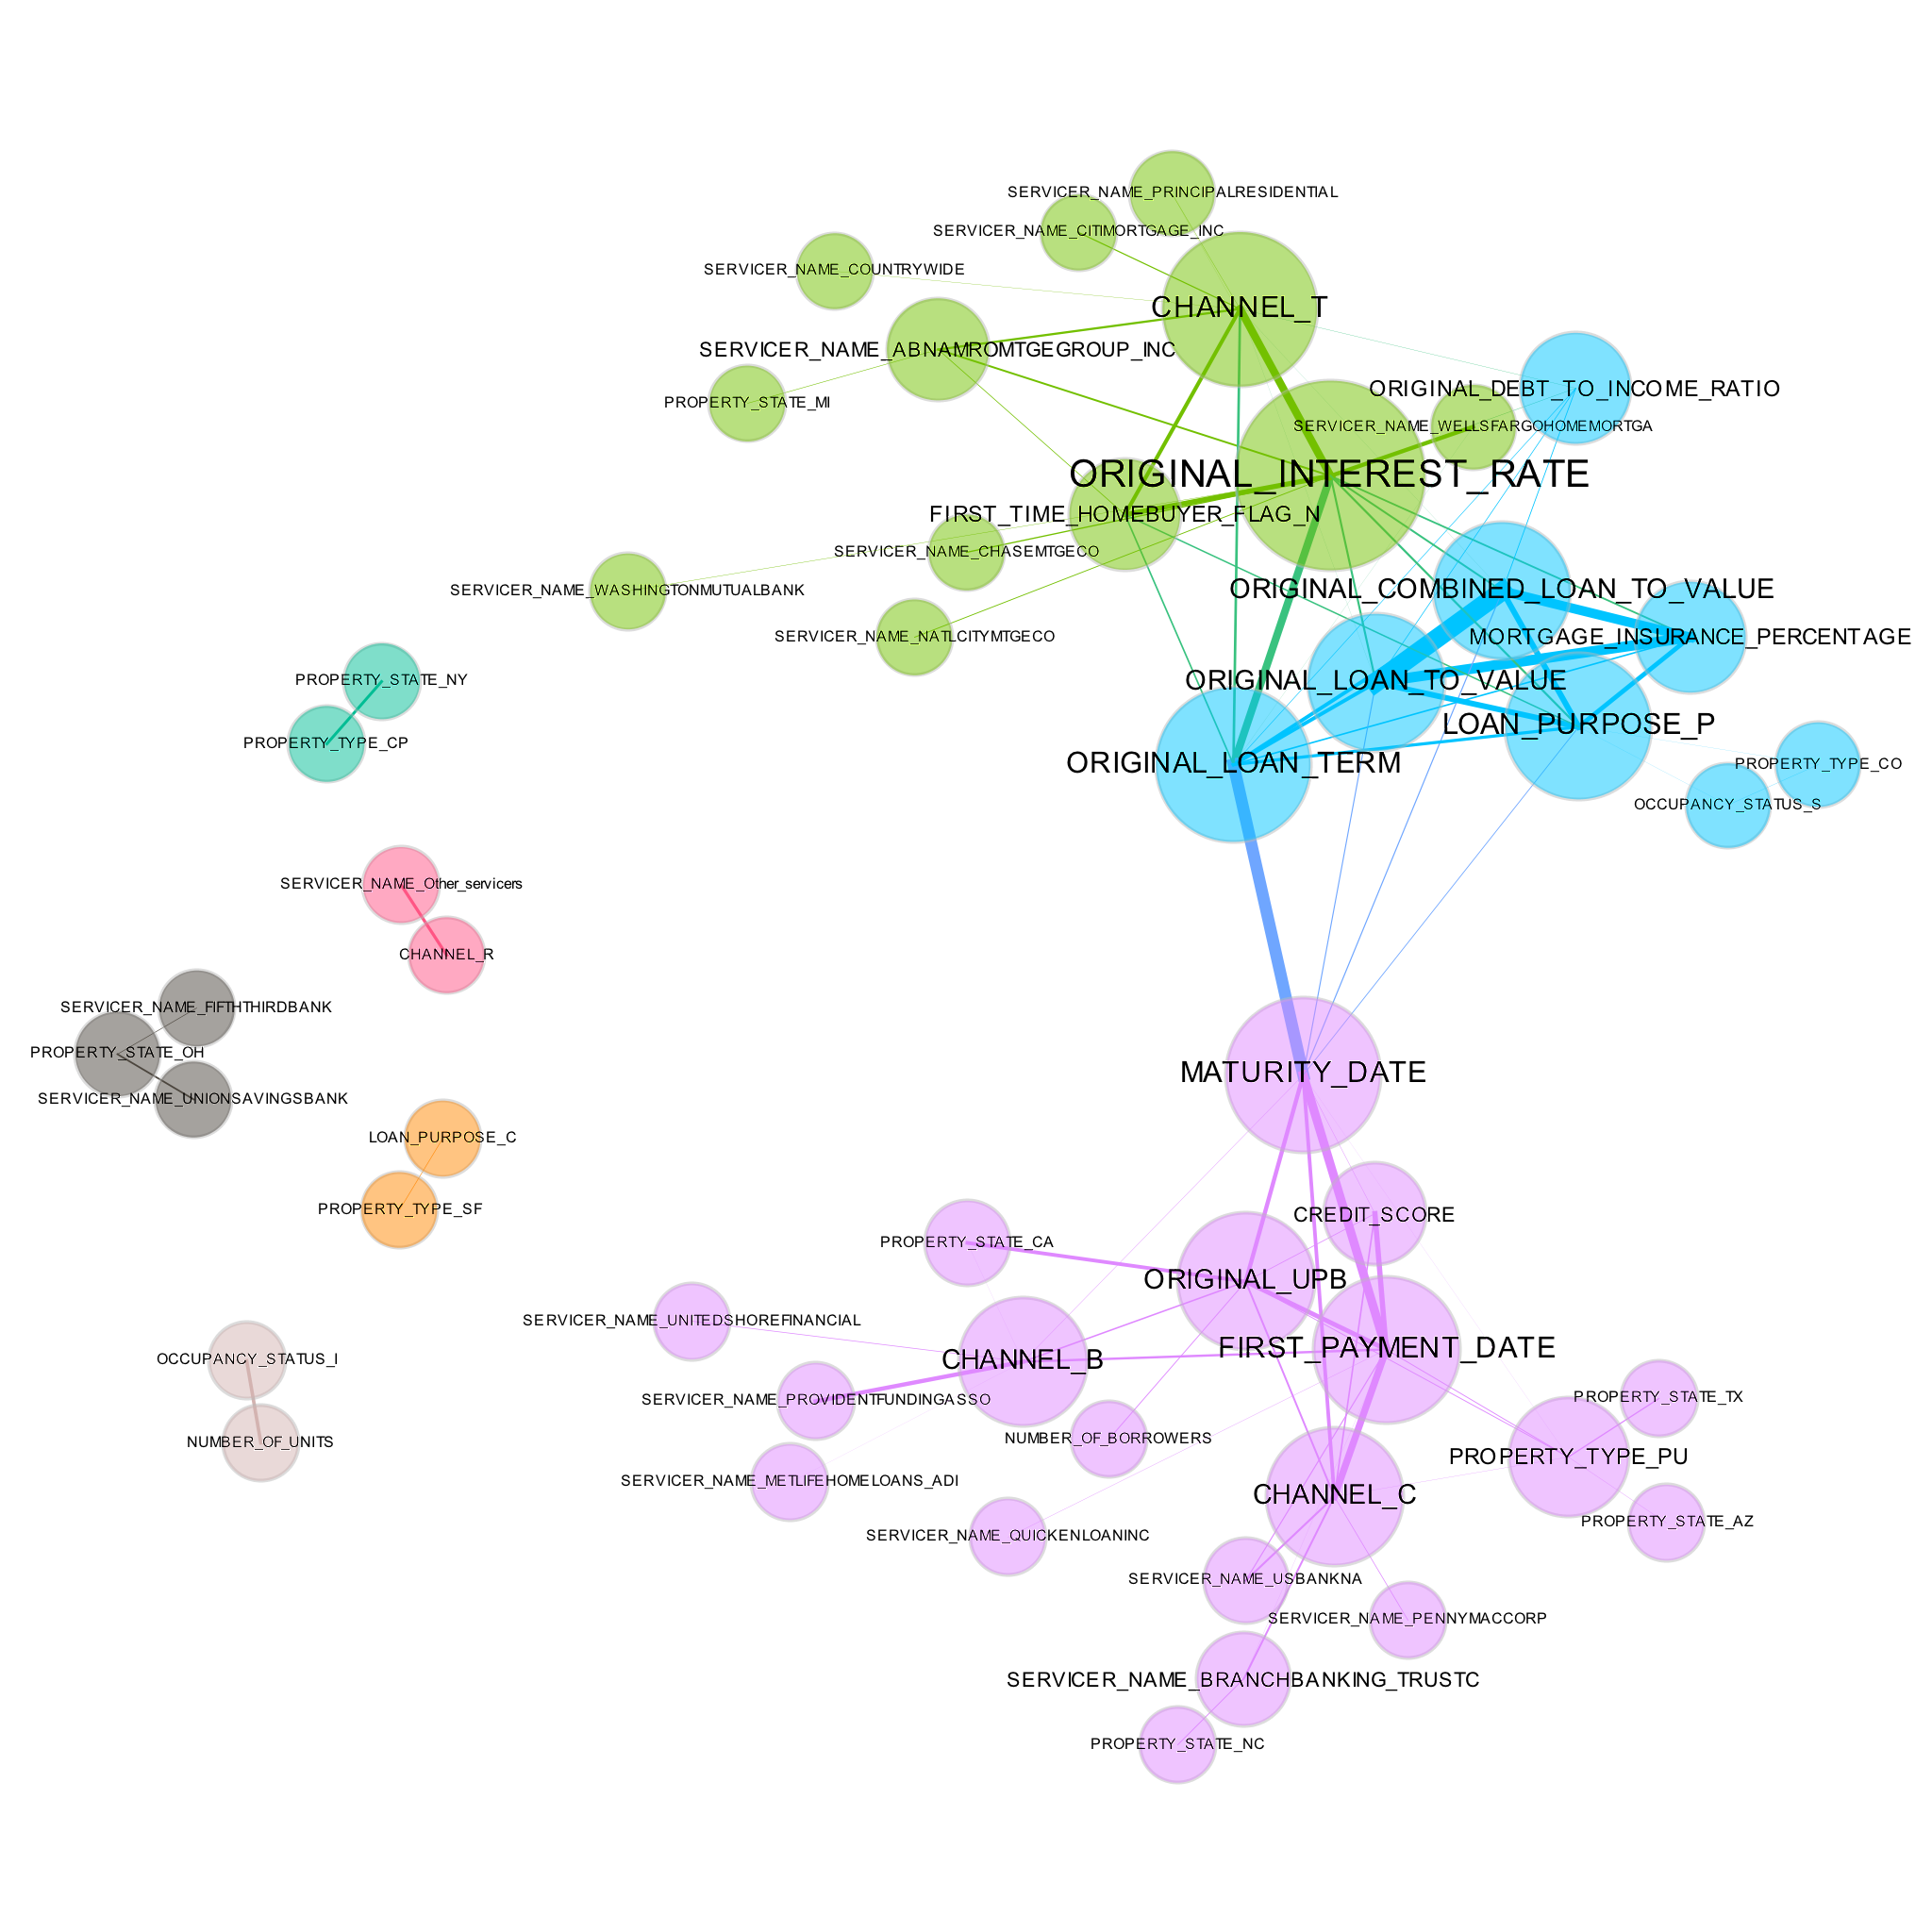 SERVICER_NAME_PRINCIPALRESIDENTIAL
SERVICER_NAME_CITIMORTGAGE_INC
SERVICER_NAME_COUNTRYWIDE
CHANNEL_T
SERVICER_NAME_ABNAMROMTGEGROUP_INC
ORIGINAL_DEBT_TO_INCOME_RATIO
PROPERTY_STATE_MI
SERVICER_NAME_WELLSFARGOHOMEMORTGA
ORIGINAL_INTEREST_RATE
FIRST_TIME_HOMEBUYER_FLAG_N
SERVICER_NAME_CHASEMTGECO
SERVICER_NAME_WASHINGTONMUTUALBANK
ORIGINAL_COMBINED_LOAN_TO_VALUE
SERVICER_NAME_NATLCITYMTGECO
MORTGAGE_INSURANCE_PERCENTAGE
PROPERTY_STATE_NY
ORIGINAL_LOAN_TO_VALUE
LOAN_PURPOSE_P
PROPERTY_TYPE_CP
ORIGINAL_LOAN_TERM
PROPERTY_TYPE_CO
OCCUPANCY_STATUS_S
SERVICER_NAME_Other_servicers
CHANNEL_R
SERVICER_NAME_FIFTHTHIRDBANK
PROPERTY_STATE_OH
MATURITY_DATE
SERVICER_NAME_UNIONSAVINGSBANK
LOAN_PURPOSE_C
PROPERTY_TYPE_SF
CREDIT_SCORE
PROPERTY_STATE_CA
ORIGINAL_UPB
SERVICER_NAME_UNITEDSHOREFINANCIAL
FIRST_PAYMENT_DATE
OCCUPANCY_STATUS_I
CHANNEL_B
SERVICER_NAME_PROVIDENTFUNDINGASSO
PROPERTY_STATE_TX
NUMBER_OF_UNITS
NUMBER_OF_BORROWERS
PROPERTY_TYPE_PU
SERVICER_NAME_METLIFEHOMELOANS_ADI
CHANNEL_C
PROPERTY_STATE_AZ
SERVICER_NAME_QUICKENLOANINC
SERVICER_NAME_USBANKNA
SERVICER_NAME_PENNYMACCORP
SERVICER_NAME_BRANCHBANKING_TRUSTC
PROPERTY_STATE_NC